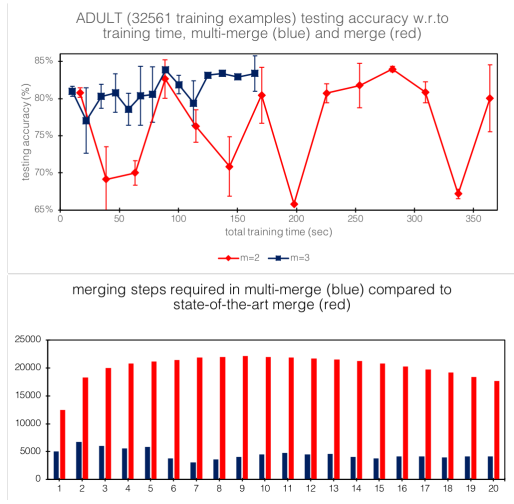 ADULT (32561 training examples) testing accuracy w.r.to
training time, multi-merge (blue) and merge (red)
85%
80%
75%
70%
65%
testing accuracy (%)
0 50 100 150 200 250 300 350
total training time (sec)
m=2 m=3
merging steps required in multi-merge (blue) compared to
state-of-the-art merge (red)
25000
20000
15000
10000
5000
0
1 2 3 4 5 6 7 8 9 10 11 12 13 14 15 16 17 18 19 20